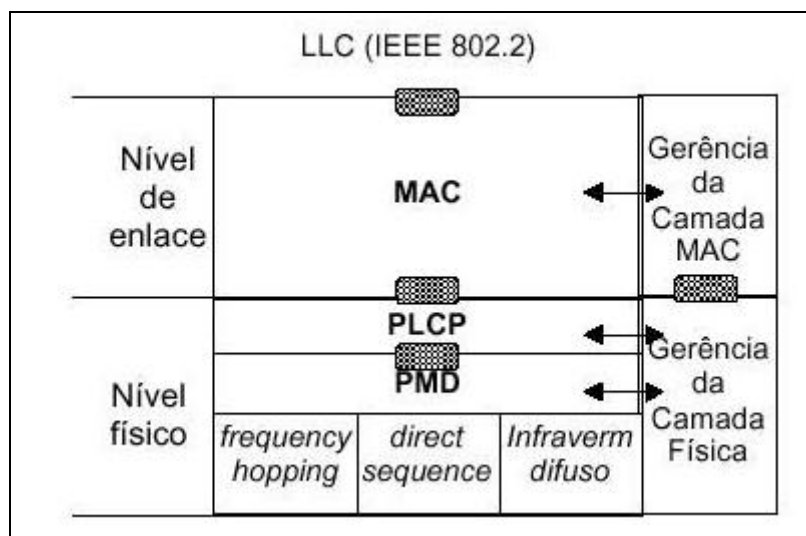 LLC (IEEE 802.2)
Nível
de
enlace
MAC
Gerência
da
Camada
MAC
Nível
físico
PLCP
PMD
frequency
hopping
direct
sequence
Infraverm
difuso
Gerência
da
Camada
Física